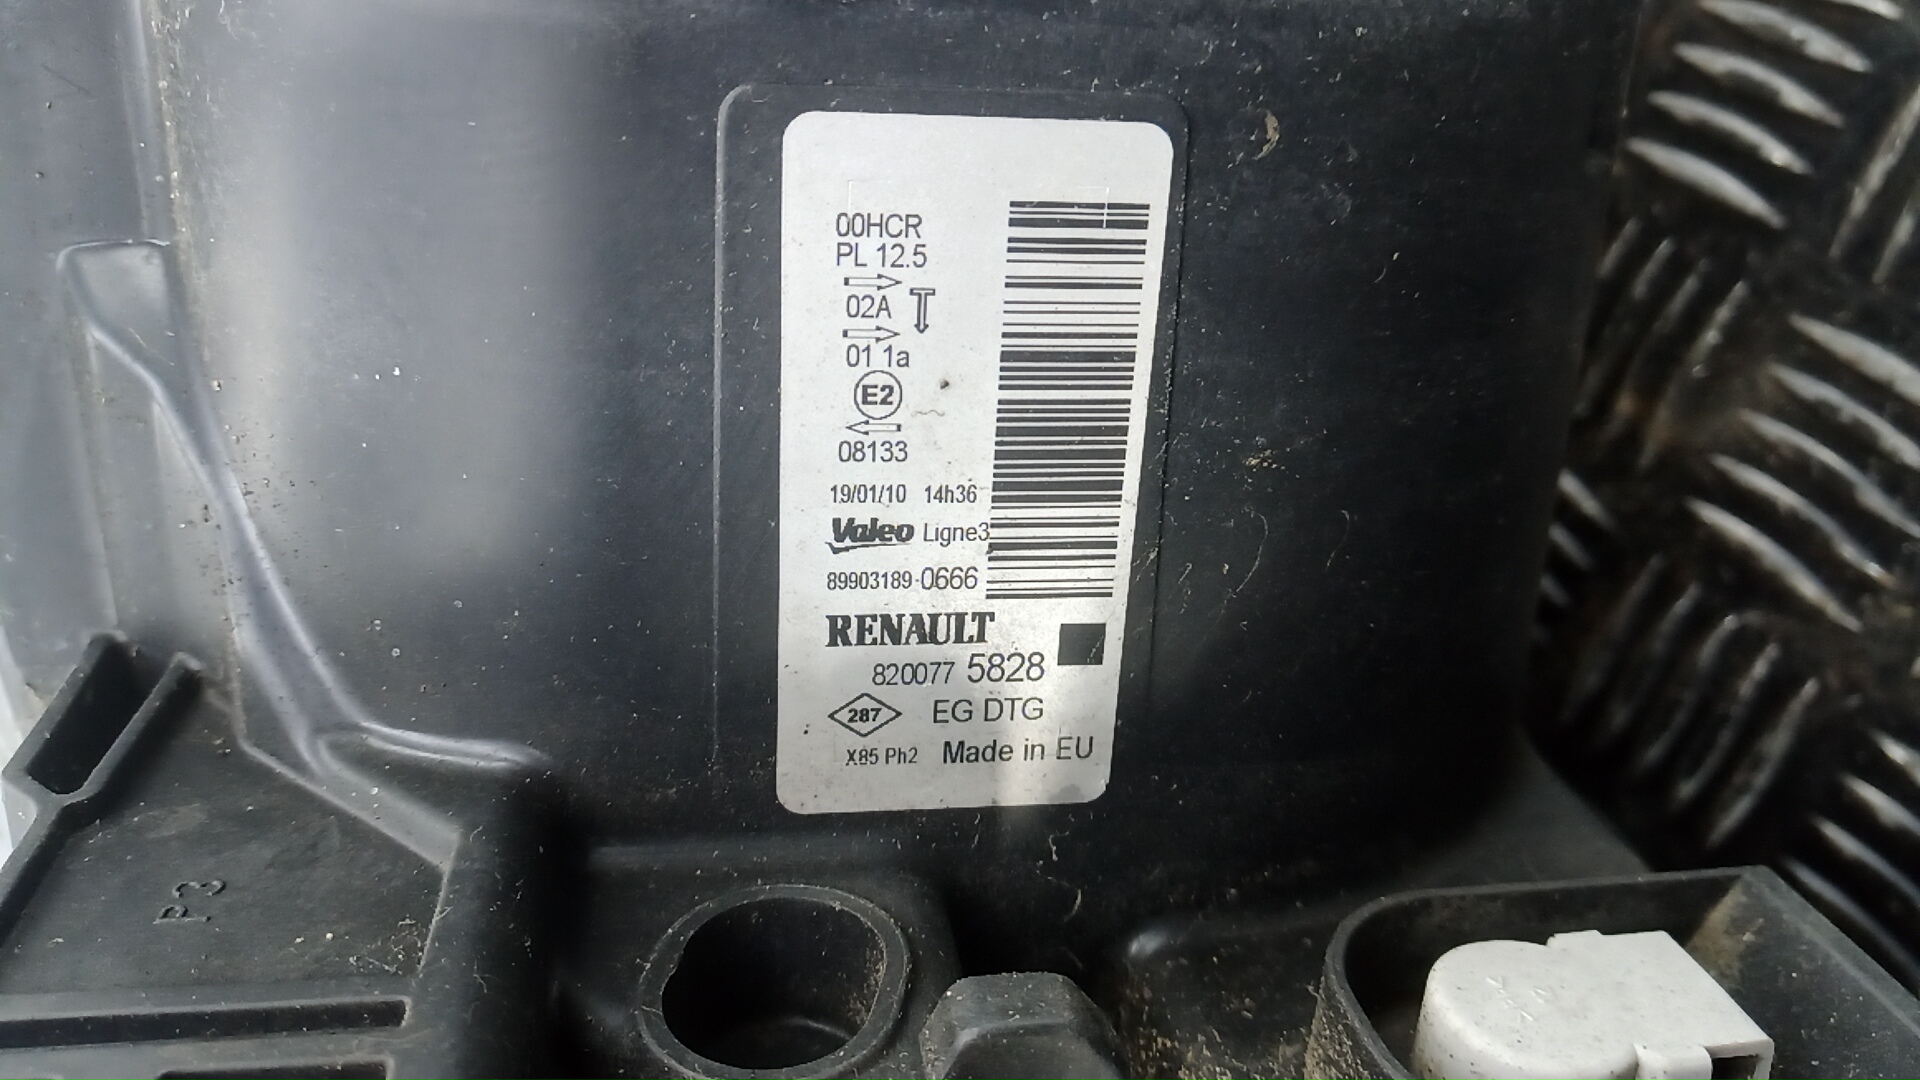 00HCR
PL 12.5
02A
01 1a
E2
08133
19/01/10 14h36
Valeo Ligne3
89903189-0666
RENAULT
820077 5828
287 EG DTG
X85 Ph2 Made in EU
P3